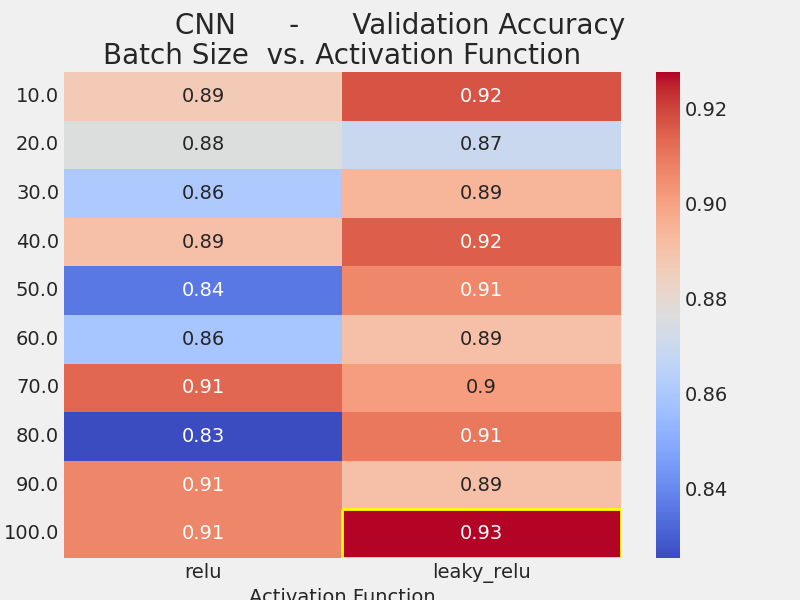 CNN - Validation Accuracy
Batch Size vs. Activation Function
10.0 0.89 0.92
20.0 0.88 0.87
30.0 0.86 0.89
40.0 0.89 0.92
50.0 0.84 0.91
60.0 0.86 0.89
70.0 0.91 0.9
80.0 0.83 0.91
90.0 0.91 0.89
100.0 0.91 0.93
relu leaky_relu
Activation Function
0.92
0.90
0.88
0.86
0.84